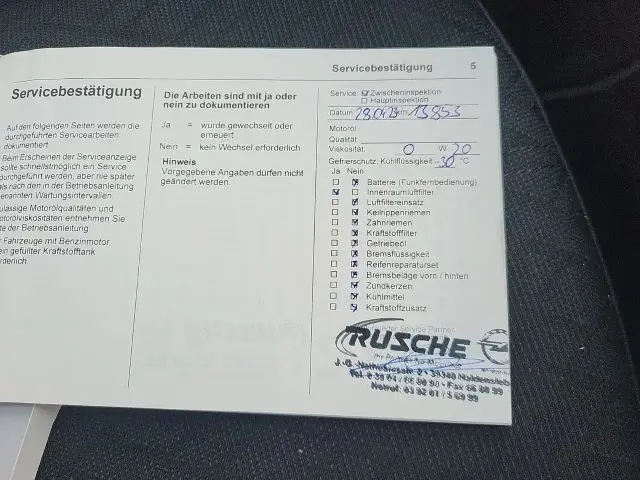 Servicebestätigung 5
Servicebestätigung
Auf den folgenden Seiten werden die
durchgeführten Servicearbeiten
dokumentiert
Beim Erscheinen der Serviceanzeige
sollte schnellstmöglich ein Service
durchgeführt werden, aber nie später
als nach den in der Betriebsanleitung
genannten Wartungsintervallen.
Motorölqualitäten und
Motorölviskositäten entnehmen Sie
der Betriebsanleitung
Fahrzeuge mit Benzinmotor
ein gefüllter Kraftstofftank
Die Arbeiten sind mit ja oder
nein zu dokumentieren
Ja = wurde gewechselt oder
erneuert
Nein = kein Wechsel erforderlich
Hinweis
Vorgegebene Angaben dürfen nicht
geändert werden.
Service: Zwischeninspektion
Hauptinspektion
Datum 28.04.23 km 13853
Motoröl
Qualität
Viskosität: 0 W 20
Gefrierschutz, Kühlflüssigkeit -30 °C
Ja Nein
Batterie (Funkfernbedienung)
Innenraumluftfilter
Luftfiltereinsatz
Keilrippenriemen
Zahnriemen
Kraftstofffilter
Getriebeöl
Bremsflüssigkeit
Reifenreparaturset
Bremsbeläge vorn / hinten
Zündkerzen
Kühlmittel
Kraftstoffzusatz
Service Partner
RUSCHE